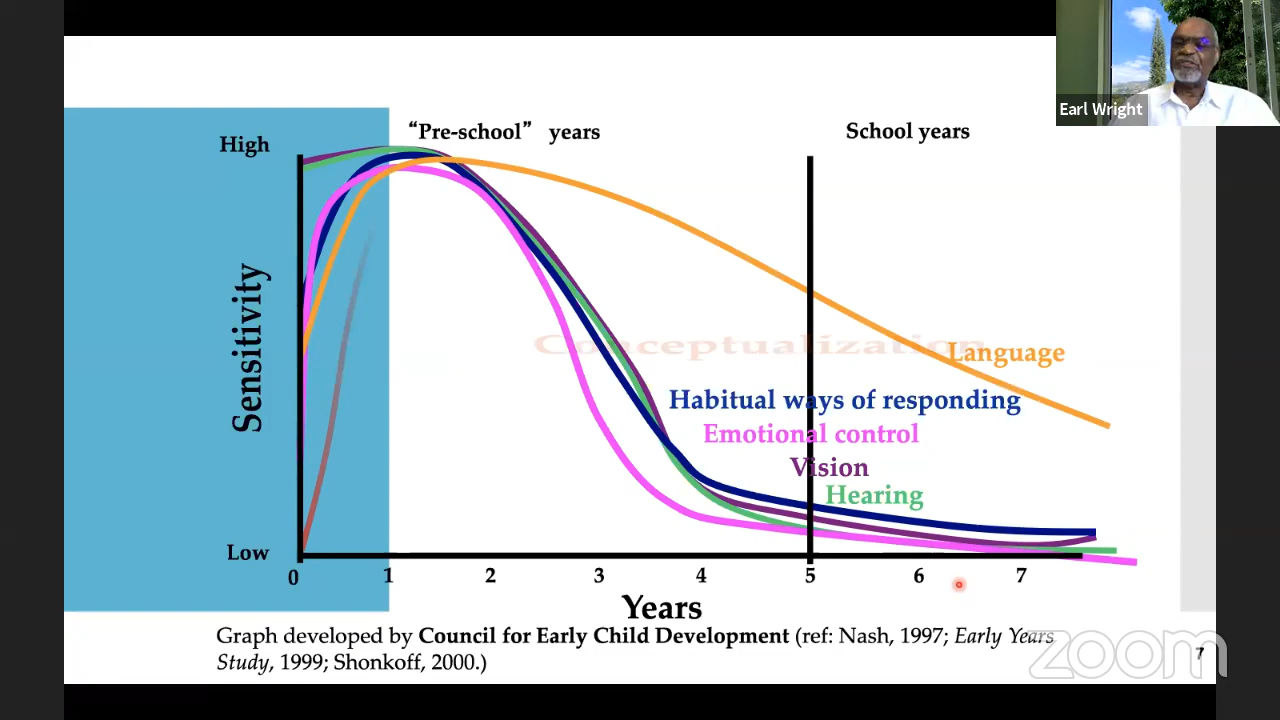 Earl Wright
“Pre-school” years
School years
High
Sensitivity
Conceptualization
Language
Habitual ways of responding
Emotional control
Vision
Hearing
Low
0 1 2 3 4 5 6 7
Years
Graph developed by Council for Early Child Development (ref: Nash, 1997; Early Years
Study, 1999; Shonkoff, 2000.)
zoom
7